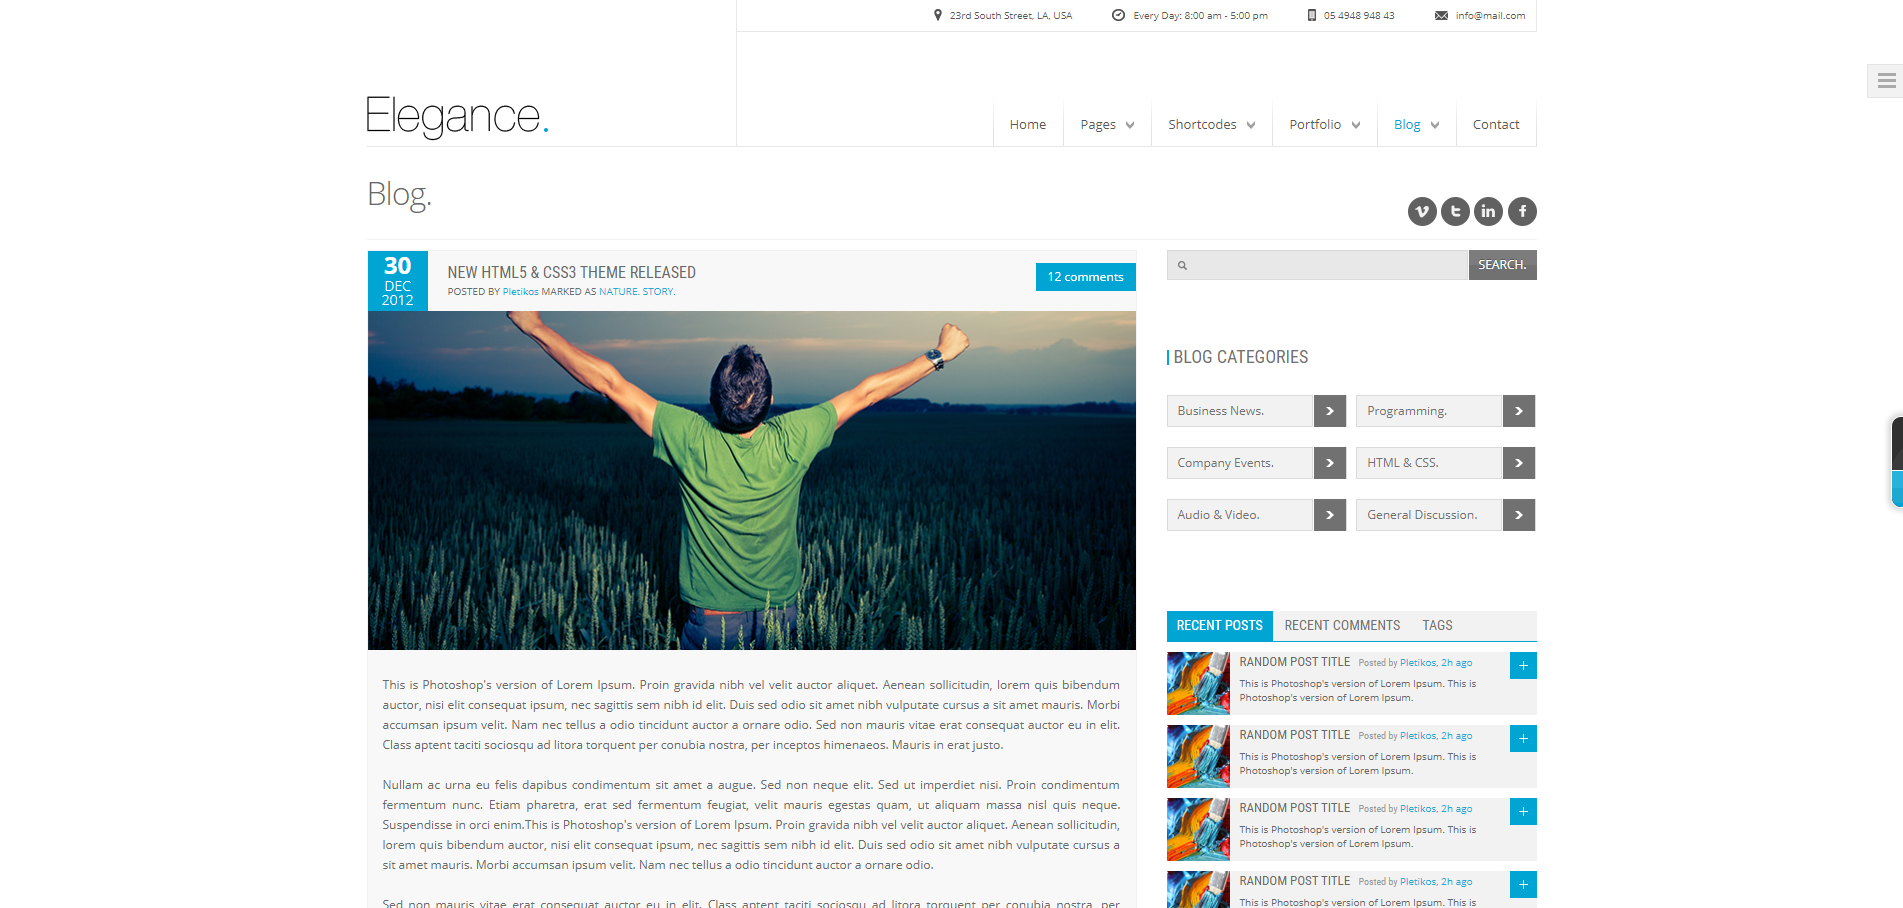 23rd South Street, LA, USA
Every Day: 8:00 am - 5:00 pm
05 4948 948 43
info@mail.com
Elegance.
Home
Pages
Shortcodes
Portfolio
Blog
Contact
Blog.
30
DEC
2012
NEW HTML5 & CSS3 THEME RELEASED
POSTED BY Pletikos MARKED AS NATURE. STORY.
12 comments
This is Photoshop's version of Lorem Ipsum. Proin gravida nibh vel velit auctor aliquet. Aenean sollicitudin, lorem quis bibendum
auctor, nisi elit consequat ipsum, nec sagittis sem nibh id elit. Duis sed odio sit amet nibh vulputate cursus a sit amet mauris. Morbi
accumsan ipsum velit. Nam nec tellus a odio tincidunt auctor a ornare odio. Sed non mauris vitae erat consequat auctor eu in elit.
Class aptent taciti sociosqu ad litora torquent per conubia nostra, per inceptos himenaeos. Mauris in erat justo.
Nullam ac urna eu felis dapibus condimentum sit amet a augue. Sed non neque elit. Sed ut imperdiet nisi. Proin condimentum
fermentum nunc. Etiam pharetra, erat sed fermentum feugiat, velit mauris egestas quam, ut aliquam massa nisl quis neque.
Suspendisse in orci enim.This is Photoshop's version of Lorem Ipsum. Proin gravida nibh vel velit auctor aliquet. Aenean sollicitudin,
lorem quis bibendum auctor, nisi elit consequat ipsum, nec sagittis sem nibh id elit. Duis sed odio sit amet nibh vulputate cursus a
sit amet mauris. Morbi accumsan ipsum velit. Nam nec tellus a odio tincidunt auctor a ornare odio.
Sed non mauris vitae erat consequat auctor eu in elit. Class aptent taciti sociosqu ad litora torquent per conubia nostra, per
SEARCH.
BLOG CATEGORIES
Business News.
Programming.
Company Events.
HTML & CSS.
Audio & Video.
General Discussion.
RECENT POSTS
RECENT COMMENTS
TAGS
RANDOM POST TITLE Posted by Pletikos, 2h ago
This is Photoshop's version of Lorem Ipsum. This is
Photoshop's version of Lorem Ipsum.
RANDOM POST TITLE Posted by Pletikos, 2h ago
This is Photoshop's version of Lorem Ipsum. This is
Photoshop's version of Lorem Ipsum.
RANDOM POST TITLE Posted by Pletikos, 2h ago
This is Photoshop's version of Lorem Ipsum. This is
Photoshop's version of Lorem Ipsum.
RANDOM POST TITLE Posted by Pletikos, 2h ago
This is Photoshop's version of Lorem Ipsum. This is